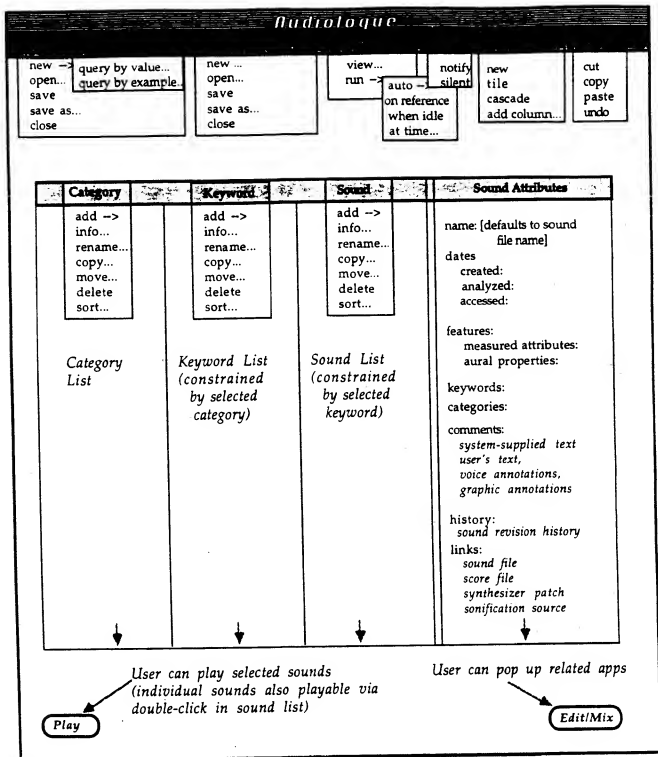 Audiologue
new -->
open...
save
save as...
close
query by value...
query by example...
new ...
open...
save
save as...
close
view...
run -->
auto -->
on reference
when idle
at time...
notify
silent
new
tile
cascade
add column...
cut
copy
paste
undo
Category
Keyword
Sound
Sound Attributes
add -->
info...
rename...
copy...
move...
delete
sort...
Category
List
add -->
info...
rename...
copy...
move...
delete
sort...
Keyword List
(constrained
by selected
category)
add -->
info...
rename...
copy...
move...
delete
sort...
Sound List
(constrained
by selected
keyword)
name: [defaults to sound
file name]
dates
created:
analyzed:
accessed:
features:
measured attributes:
aural properties:
keywords:
categories:
comments:
system-supplied text
user's text,
voice annotations,
graphic annotations
history:
sound revision history
links:
sound file
score file
synthesizer patch
sonification source
User can play selected sounds
(individual sounds also playable via
double-click in sound list)
Play
User can pop up related apps
Edit/Mix